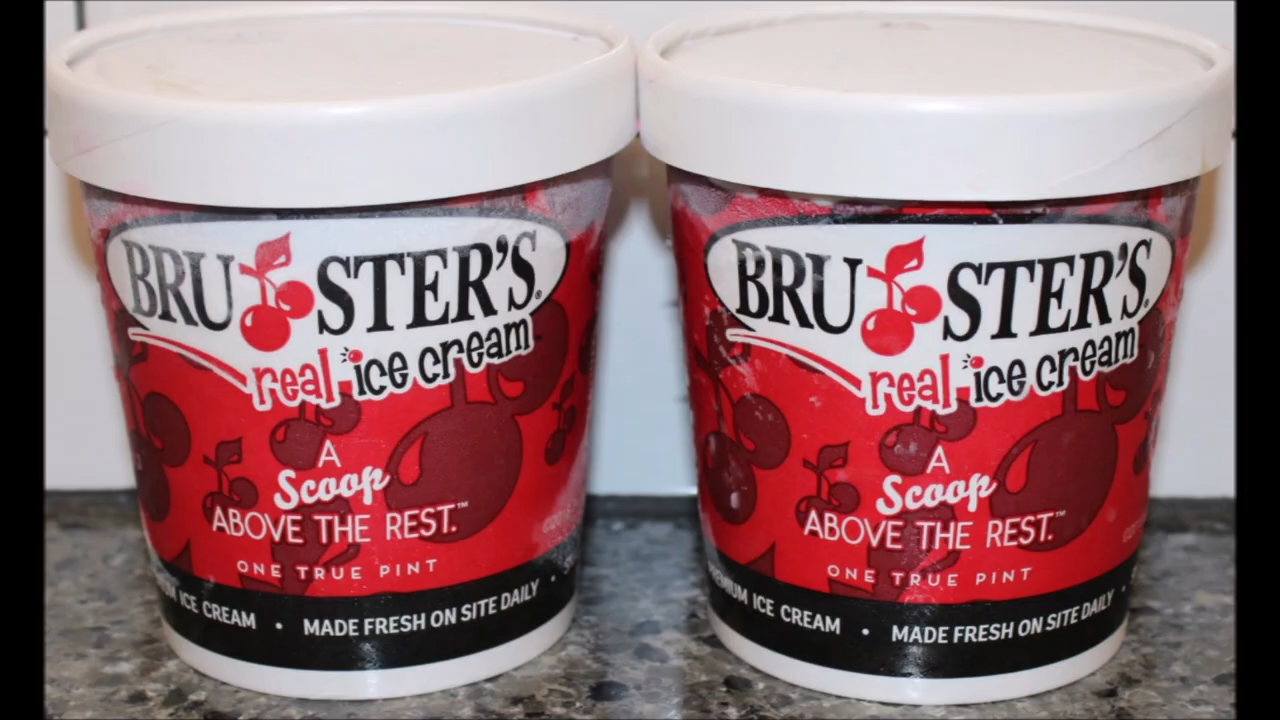 BRUSTER'S®
real ice cream
A
Scoop
ABOVE THE REST.™
ONE TRUE PINT
ICE CREAM • MADE FRESH ON SITE DAILY •
BRUSTER'S®
real ice cream
A
Scoop
ABOVE THE REST.™
ONE TRUE PINT
PREMIUM ICE CREAM • MADE FRESH ON SITE DAILY •